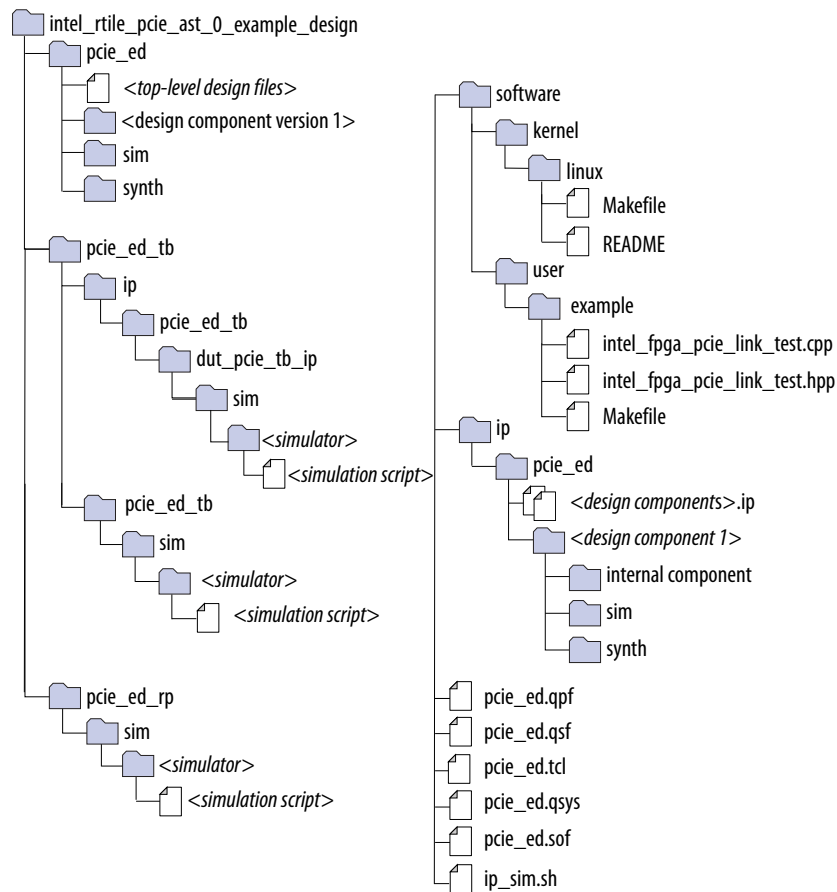 intel_rtile_pcie_ast_0_example_design
pcie_ed
<top-level design files>
<design component version 1>
sim
synth
pcie_ed_tb
ip
pcie_ed_tb
dut_pcie_tb_ip
sim
<simulator>
<simulation script>
pcie_ed_tb
sim
<simulator>
<simulation script>
pcie_ed_rp
sim
<simulator>
<simulation script>
software
kernel
linux
Makefile
README
user
example
intel_fpga_pcie_link_test.cpp
intel_fpga_pcie_link_test.hpp
Makefile
ip
pcie_ed
<design components>.ip
<design component 1>
internal component
sim
synth
pcie_ed.qpf
pcie_ed.qsf
pcie_ed.tcl
pcie_ed.qsys
pcie_ed.sof
ip_sim.sh